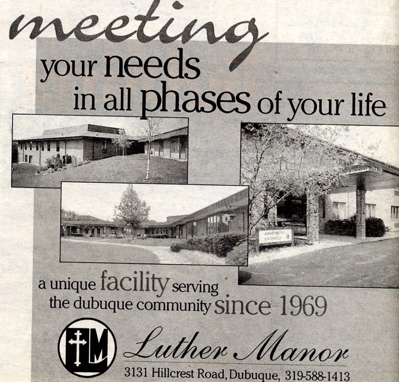 meeting
your needs
in all phases of your life
a unique facility serving
the dubuque community since 1969
LM
Luther Manor
3131 Hillcrest Road, Dubuque, 319-588-1413